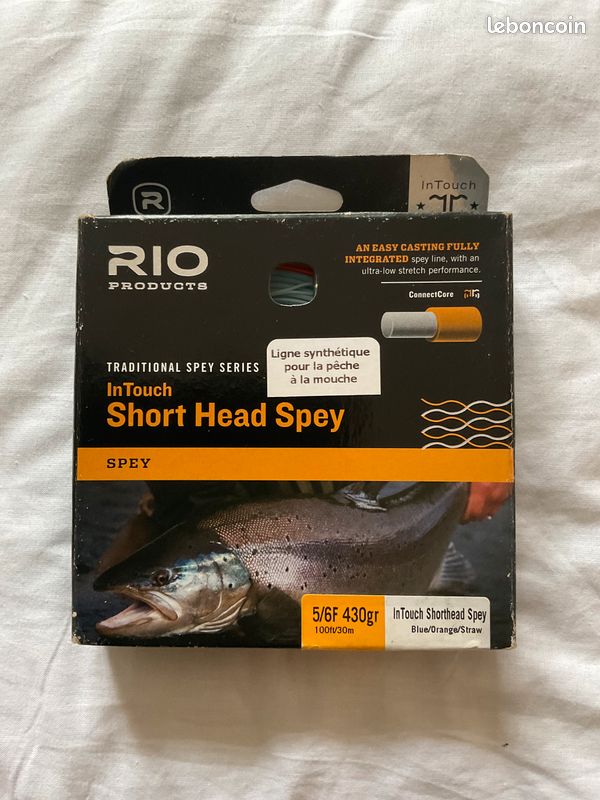 leboncoin
R
InTouch
RIO
PRODUCTS
AN EASY CASTING FULLY
INTEGRATED spey line, with an
ultra-low stretch performance.
ConnectCore
Ligne synthétique
pour la pêche
à la mouche
TRADITIONAL SPEY SERIES
InTouch
Short Head Spey
SPEY
5/6F 430gr
100ft/30m
InTouch Shorthead Spey
Blue/Orange/Straw